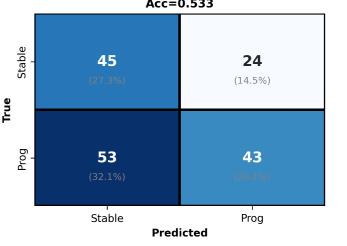 Acc=0.533
Stable
45
24
(27.3%)
(14.5%)
True
Prog
53
43
(32.1%)
Stable
Prog
Predicted